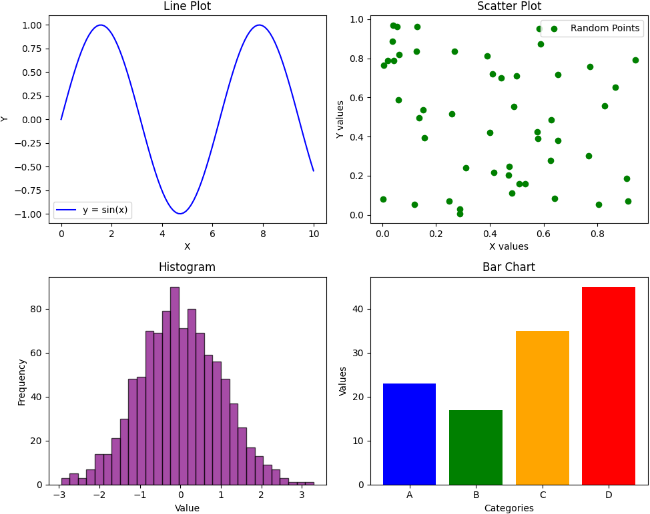 Line Plot
1.00
0.75
0.50
0.25
0.00
−0.25
−0.50
−0.75
−1.00
Y
y = sin(x)
0 2 4 6 8 10
X
Scatter Plot
Random Points
1.0
0.8
0.6
0.4
0.2
0.0
Y values
0.0 0.2 0.4 0.6 0.8
X values
Histogram
80
60
40
20
0
Frequency
−3 −2 −1 0 1 2 3
Value
Bar Chart
40
30
20
10
0
Values
A B C D
Categories